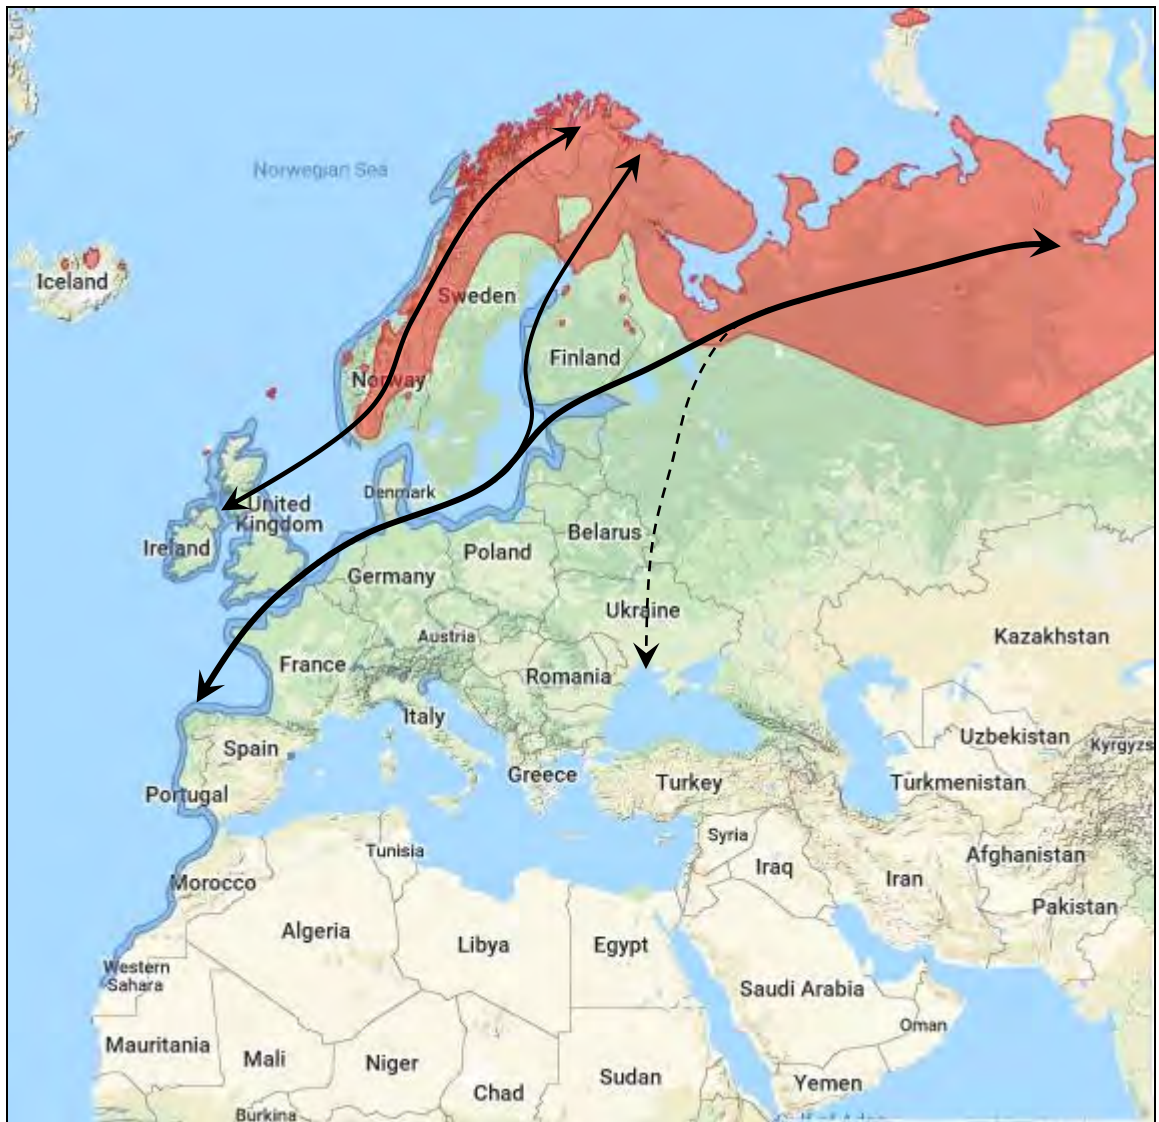 Norwegian Sea
Iceland
Sweden
Finland
Norway
Denmark
United
Kingdom
Ireland
Belarus
Poland
Germany
Ukraine
Austria
Kazakhstan
France
Romania
Italy
Uzbekistan
Kyrgyzs
Spain
Greece
Turkey
Turkmenistan
Portugal
Syria
Tunisia
Afghanistan
Iraq
Iran
Morocco
Pakistan
Algeria
Libya
Egypt
Western
Sahara
Saudi Arabia
Oman
Mauritania
Mali
Niger
Sudan
Yemen
Chad
Burkina